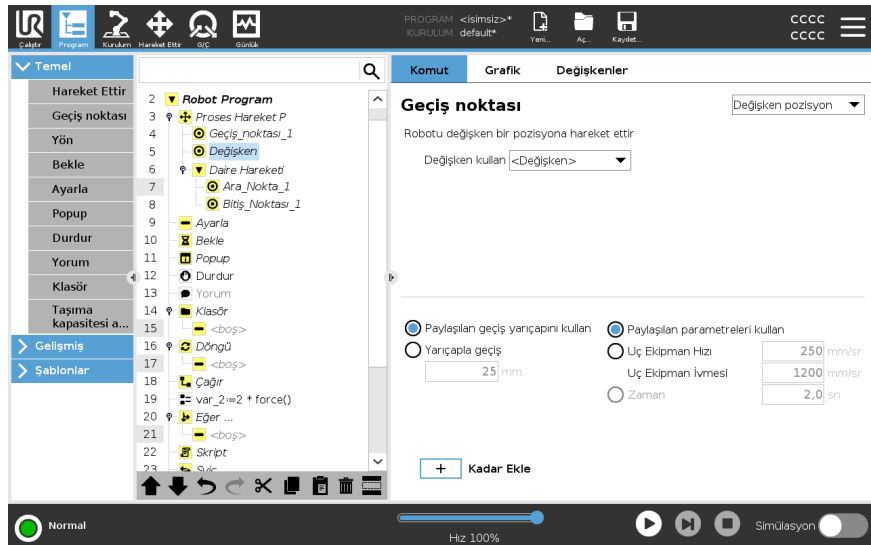 UR
Çalıştır
Program
Kurulum
Hareket Ettir
G/Ç
Günlük
PROGRAM <isimsiz>*
KURULUM default*
Yeni...
Aç...
Kaydet...
CCCC
CCCC
Temel
Hareket Ettir
Geçiş noktası
Yön
Bekle
Ayarla
Popup
Durdur
Yorum
Klasör
Taşıma
kapasitesi a...
Gelişmiş
Şablonlar
2 Robot Program
3 Proses Hareket P
4 Geçiş_noktası_1
5 Değişken
6 Daire Hareketi
7 Ara_Nokta_1
8 Bitiş_Noktası_1
9 Ayarla
10 Bekle
11 Popup
12 Durdur
13 Yorum
14 Klasör
15 <boş>
16 Döngü
17 <boş>
18 Çağır
19 var_2:=2 * force()
20 Eğer ...
21 <boş>
22 Skript
23 Sviç
Komut
Grafik
Değişkenler
Geçiş noktası
Değişken pozisyon
Robotu değişken bir pozisyona hareket ettir
Değişken kullan <Değişken>
Paylaşılan geçiş yarıçapını kullan
Yarıçapla geçiş
25 mm
Paylaşılan parametreleri kullan
Uç Ekipman Hızı 250 mm/sn
Uç Ekipman İvmesi 1200 mm/sn
Zaman 2,0 sn
+ Kadar Ekle
Normal
Hız 100%
Simülasyon